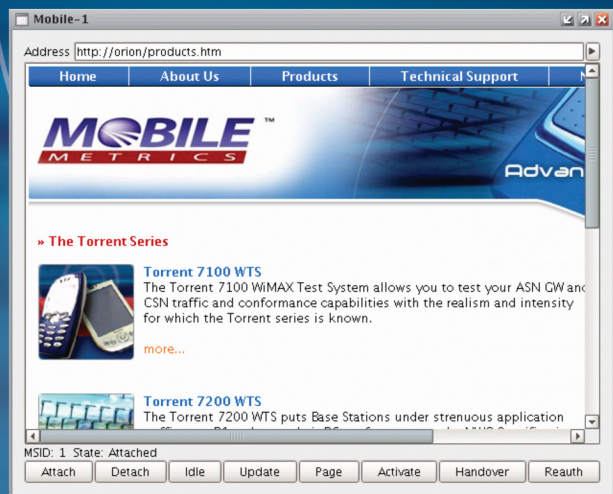 Mobile-1
Address http://orion/products.htm
Home About Us Products Technical Support
MOBILE™
METRICS
Advan
» The Torrent Series
Torrent 7100 WTS
The Torrent 7100 WiMAX Test System allows you to test your ASN GW and
CSN traffic and conformance capabilities with the realism and intensity
for which the Torrent series is known.
more...
Torrent 7200 WTS
The Torrent 7200 WTS puts Base Stations under strenuous application
MSID: 1 State: Attached
Attach Detach Idle Update Page Activate Handover Reauth